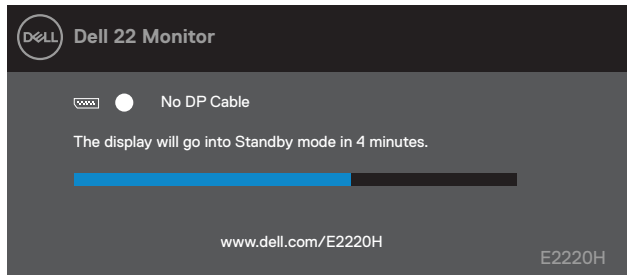 DELL Dell 22 Monitor
No DP Cable
The display will go into Standby mode in 4 minutes.
www.dell.com/E2220H
E2220H